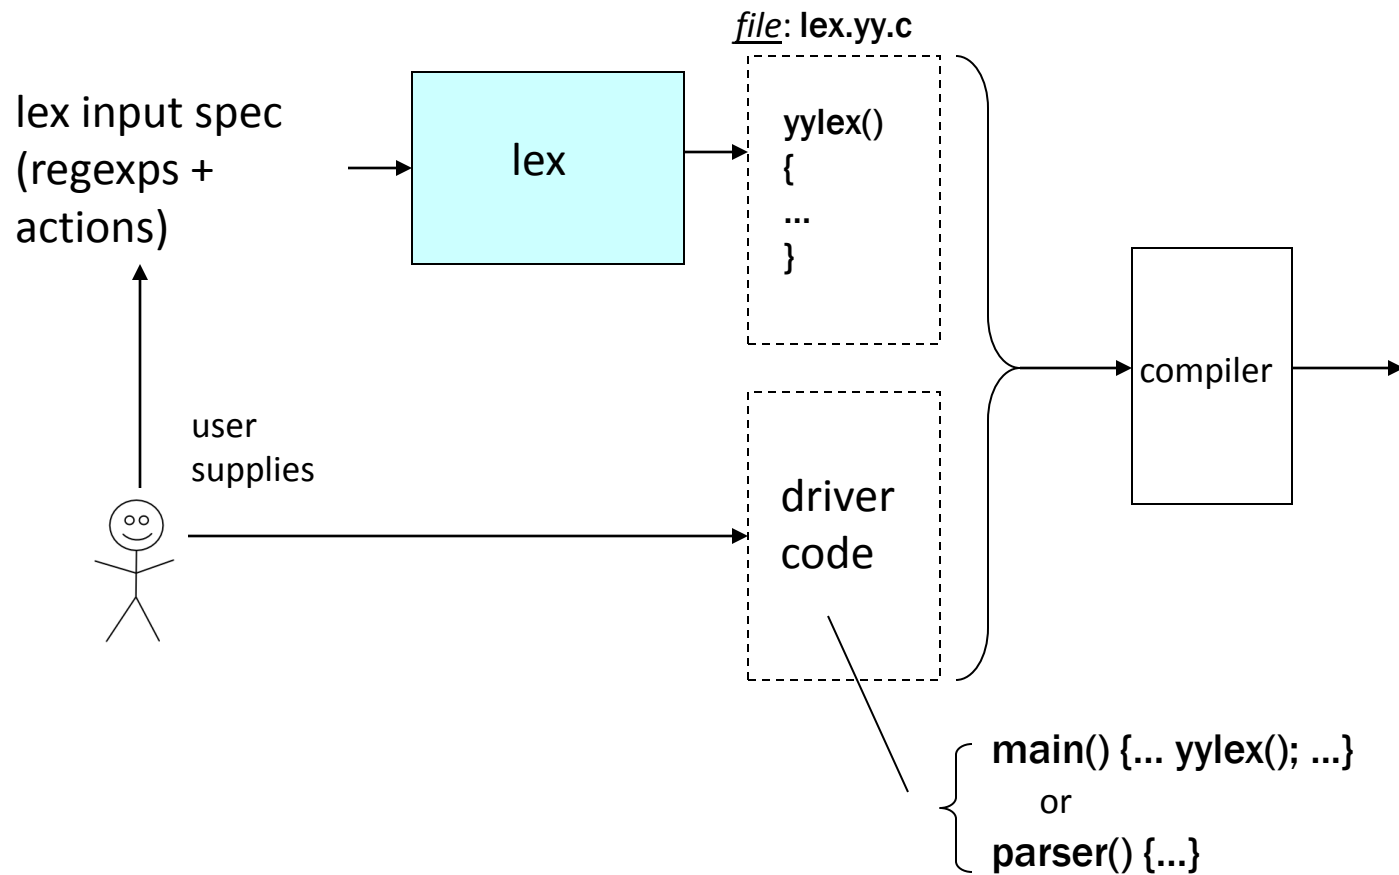 file: lex.yy.c
lex input spec
(regexps +
actions)
lex
yylex()
{
...
}
compiler
user
supplies
driver
code
main() {... yylex(); ...}
or
parser() {...}